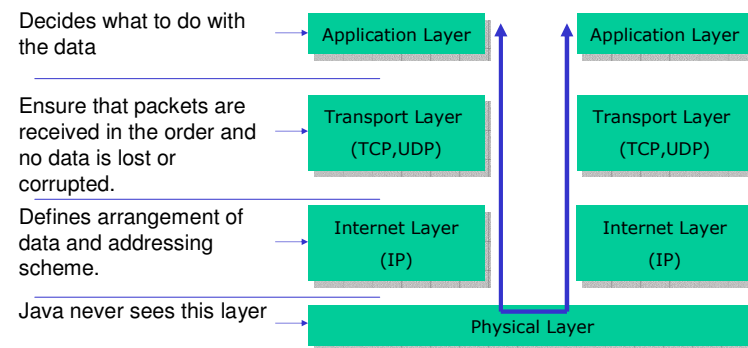 Decides what to do with
the data
Application Layer
Application Layer
Ensure that packets are
received in the order and
no data is lost or
corrupted.
Transport Layer
(TCP,UDP)
Transport Layer
(TCP,UDP)
Defines arrangement of
data and addressing
scheme.
Internet Layer
(IP)
Internet Layer
(IP)
Java never sees this layer
Physical Layer